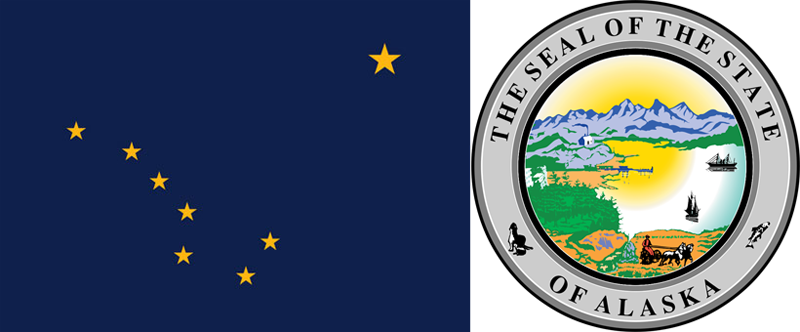 THE SEAL OF THE STATE
OF ALASKA